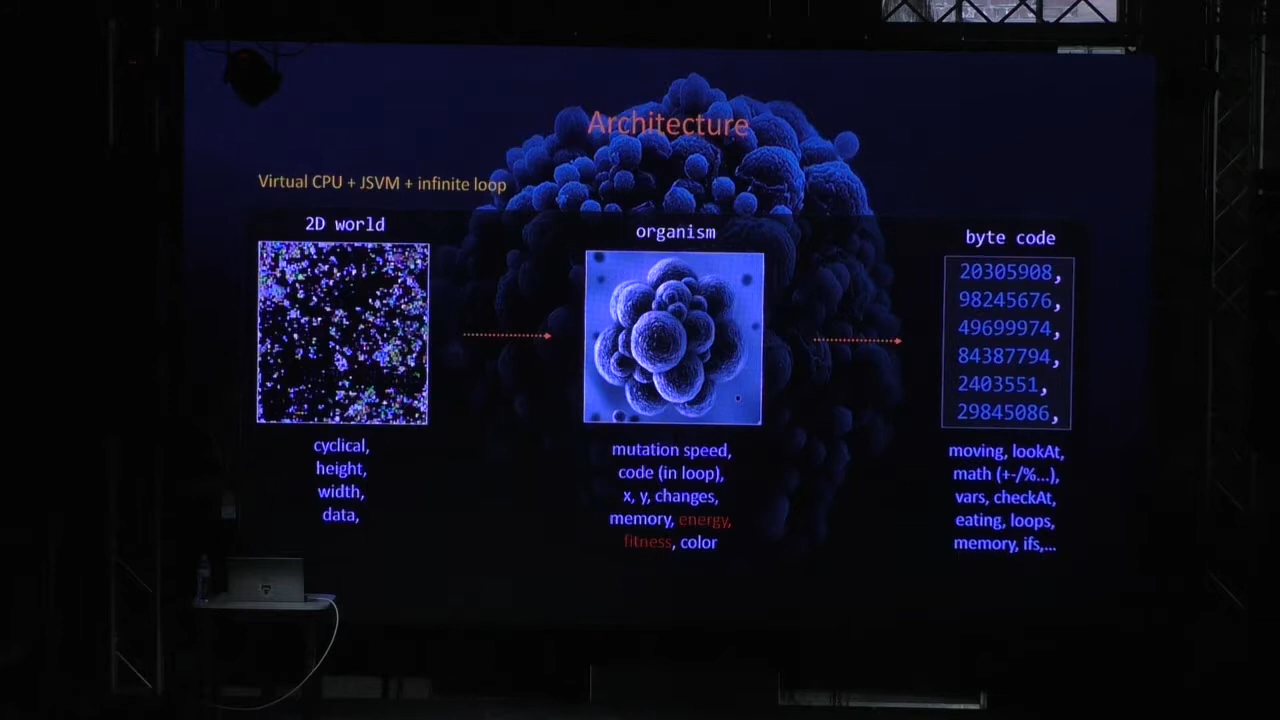 Architecture
Virtual CPU + JSVM + infinite loop
2D world
cyclical,
height,
width,
data,
organism
mutation speed,
code (in loop),
x, y, changes,
memory, energy,
fitness, color
byte code
20305908,
98245676,
49699974,
84387794,
2403551,
29845086,
moving, lookAt,
math (+-/%...),
vars, checkAt,
eating, loops,
memory, ifs,...